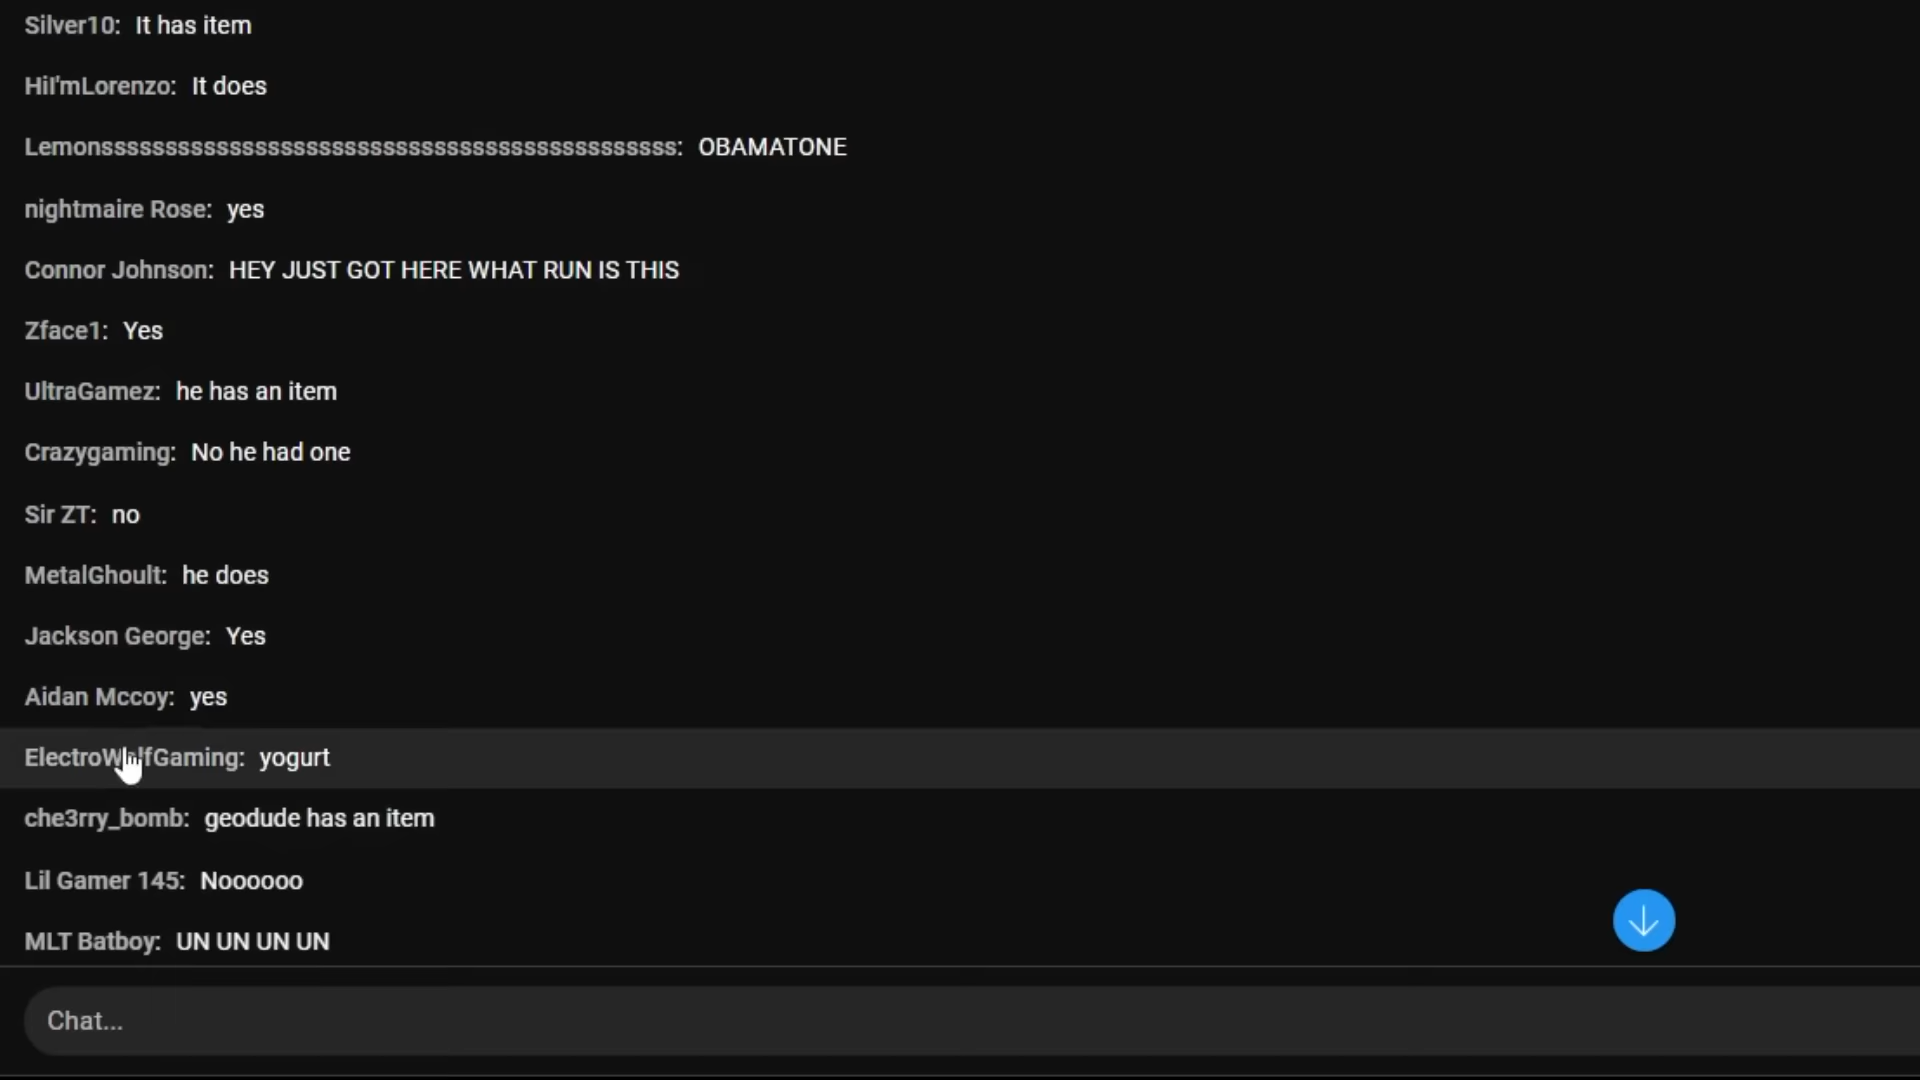 Silver10: It has item
HiI'mLorenzo: It does
Lemonsssssssssssssssssssssssssssssssssssssssssssss: OBAMATONE
nightmaire Rose: yes
Connor Johnson: HEY JUST GOT HERE WHAT RUN IS THIS
Zface1: Yes
UltraGamez: he has an item
Crazygaming: No he had one
Sir ZT: no
MetalGhoult: he does
Jackson George: Yes
Aidan Mccoy: yes
ElectroWolfGaming: yogurt
che3rry_bomb: geodude has an item
Lil Gamer 145: Noooooo
MLT Batboy: UN UN UN UN
Chat...